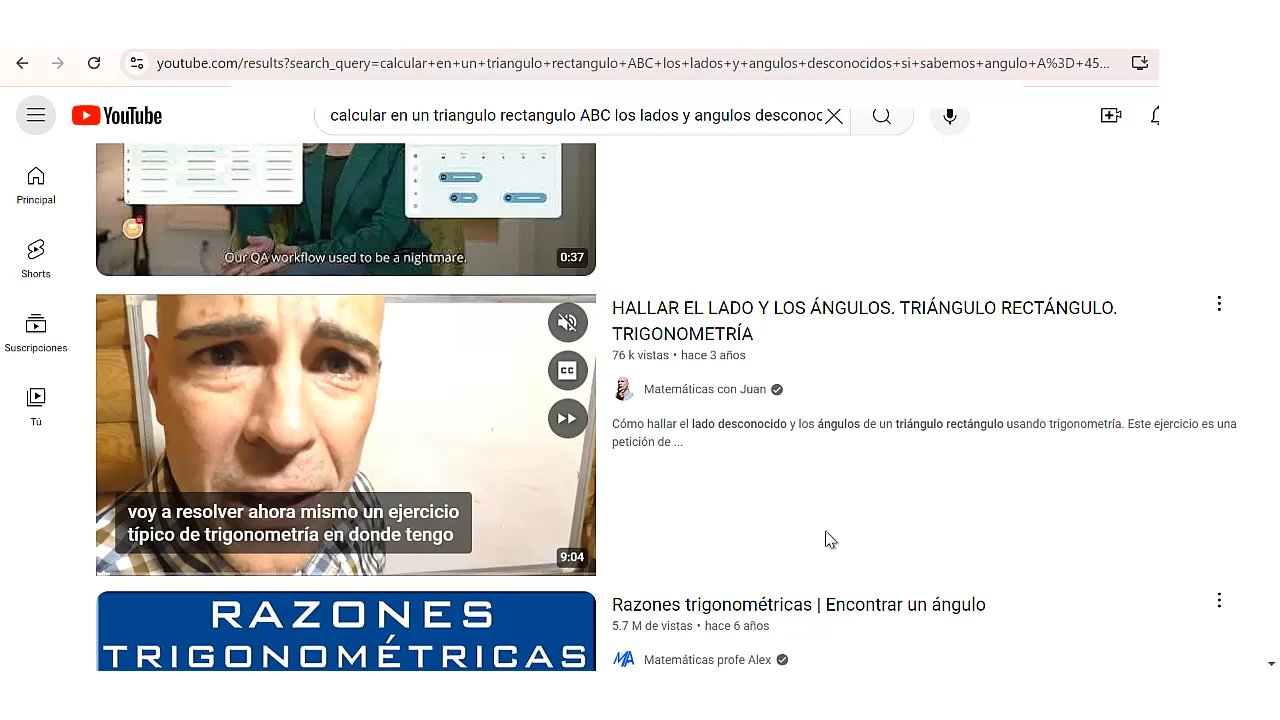 youtube.com/results?search_query=calcular+en+un+triangulo+rectangulo+ABC+los+lados+y+angulos+desconocidos+si+sabemos+angulo+A%3D+45...
YouTube
calcular en un triangulo rectangulo ABC los lados y angulos desconoc
Principal
Shorts
Suscripciones
Tú
Our QA workflow used to be a nightmare.
0:37
HALLAR EL LADO Y LOS ÁNGULOS. TRIÁNGULO RECTÁNGULO.
TRIGONOMETRÍA
76 k vistas • hace 3 años
Matemáticas con Juan
Cómo hallar el lado desconocido y los ángulos de un triángulo rectángulo usando trigonometría. Este ejercicio es una
petición de ...
CC
voy a resolver ahora mismo un ejercicio
típico de trigonometría en donde tengo
9:04
RAZONES
TRIGONOMÉTRICAS
Razones trigonométricas | Encontrar un ángulo
5.7 M de vistas • hace 6 años
MA
Matemáticas profe Alex